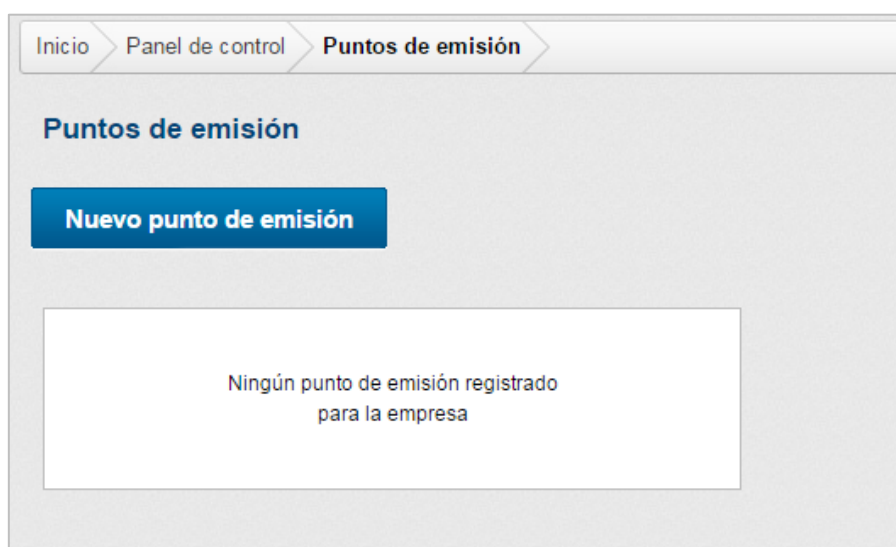 Inicio Panel de control Puntos de emisión
Puntos de emisión
Nuevo punto de emisión
Ningún punto de emisión registrado
para la empresa